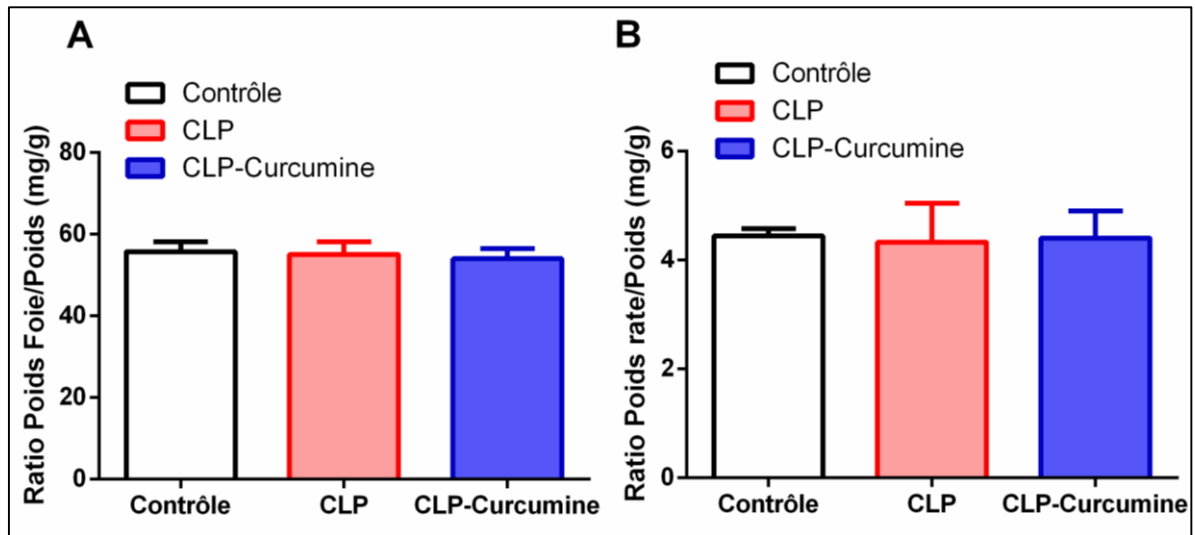 A
Contrôle
CLP
CLP-Curcumine
Ratio Poids Foie/Poids (mg/g)
80
60
40
20
0
Contrôle
CLP
CLP-Curcumine
B
Contrôle
CLP
CLP-Curcumine
Ratio Poids rate/Poids (mg/g)
6
4
2
0
Contrôle
CLP
CLP-Curcumine